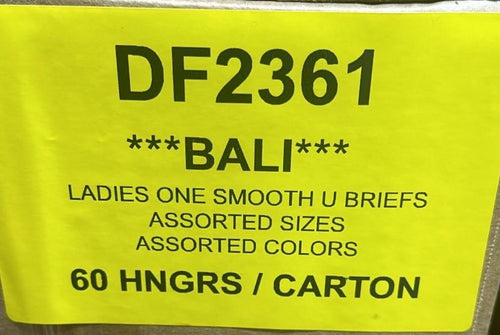 DF2361
***BALI***
LADIES ONE SMOOTH U BRIEFS
ASSORTED SIZES
ASSORTED COLORS
60 HNGRS / CARTON